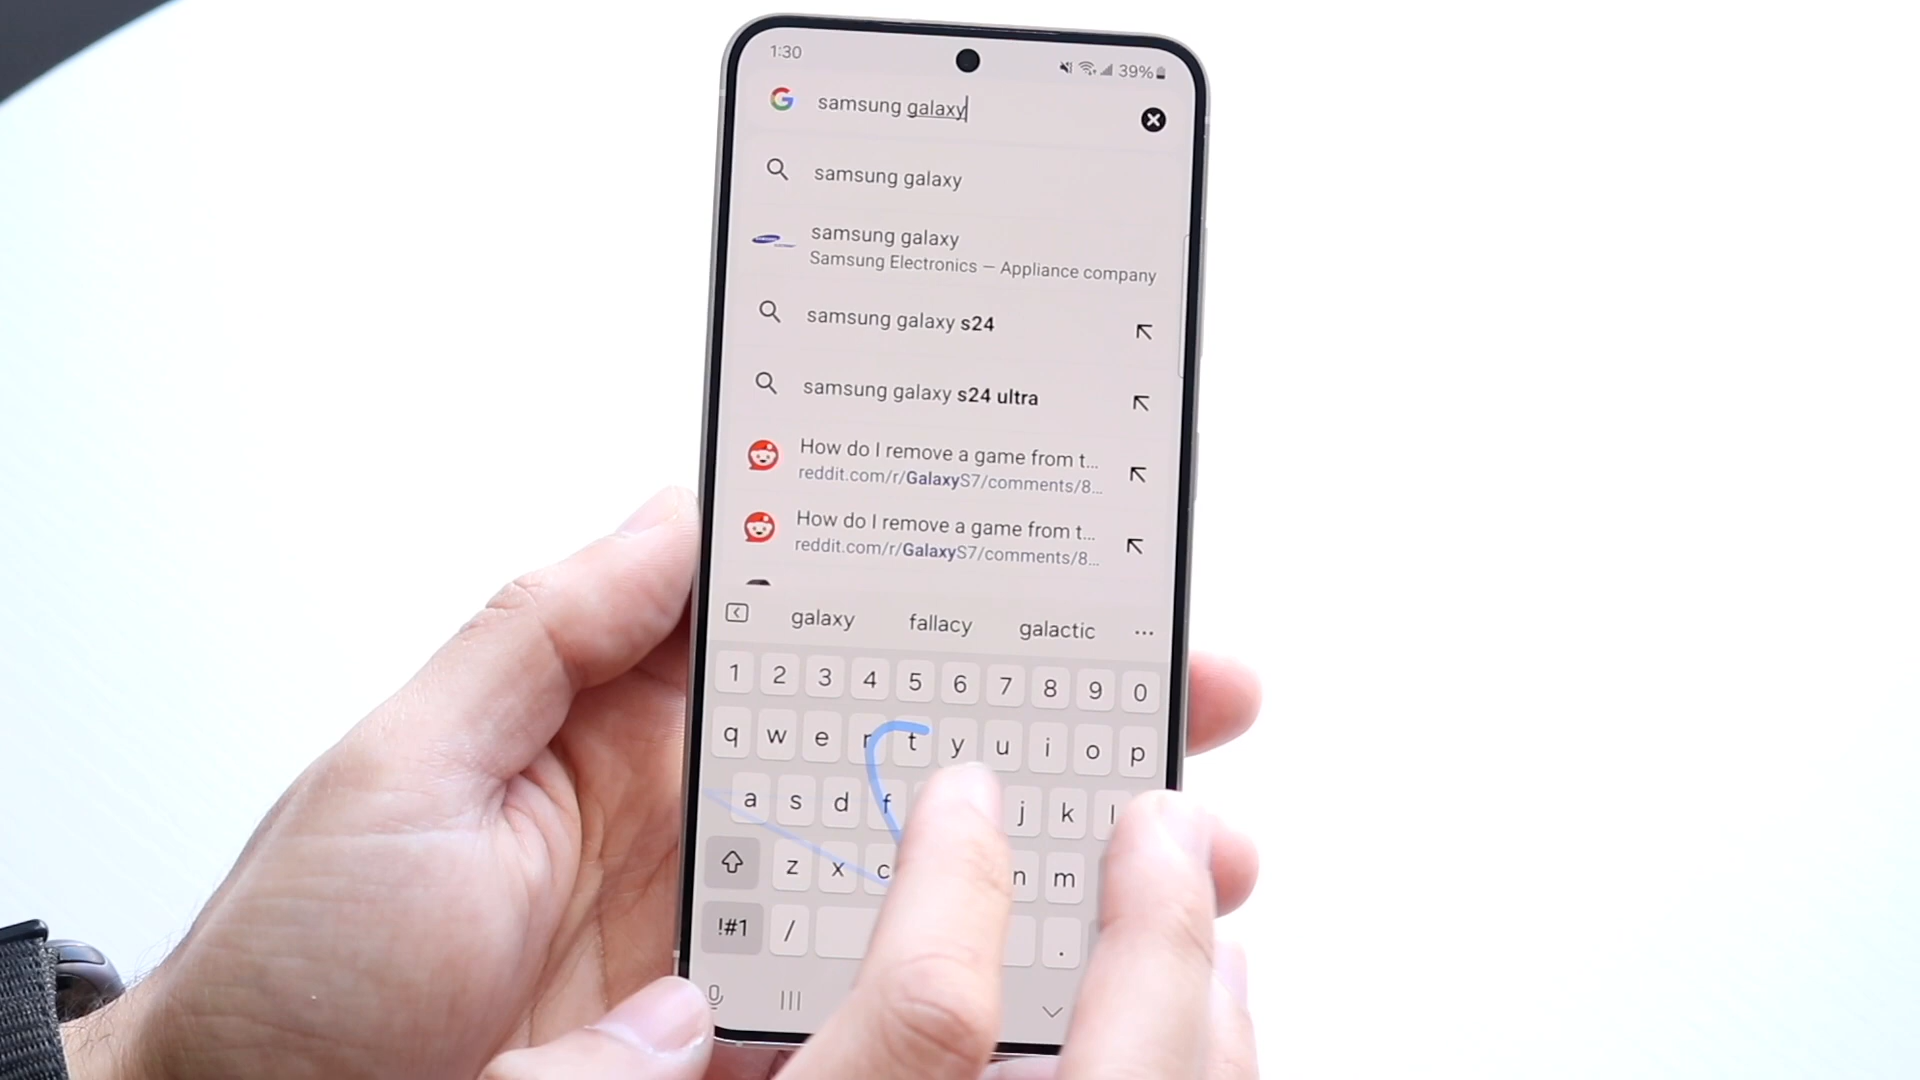 1:30
39%
samsung galaxy
samsung galaxy
samsung galaxy
Samsung Electronics — Appliance company
samsung galaxy s24
samsung galaxy s24 ultra
How do I remove a game from t...
reddit.com/r/GalaxyS7/comments/8...
How do I remove a game from t...
reddit.com/r/GalaxyS7/comments/8...
galaxy fallacy galactic ...
1 2 3 4 5 6 7 8 9 0
q w e r t y u i o p
a s d f j k l
z x c n m
!#1 / .